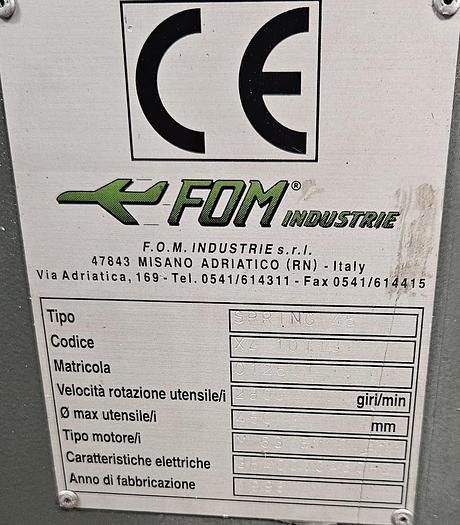 CE
FOM® INDUSTRIE
F.O.M. INDUSTRIE s.r.l.
47843 MISANO ADRIATICO (RN) - Italy
Via Adriatica, 169 - Tel. 0541/614311 - Fax 0541/614415
Tipo SPRING
Codice
Matricola
Velocità rotazione utensile/i giri/min
Ø max utensile/i mm
Tipo motore/i
Caratteristiche elettriche
Anno di fabbricazione